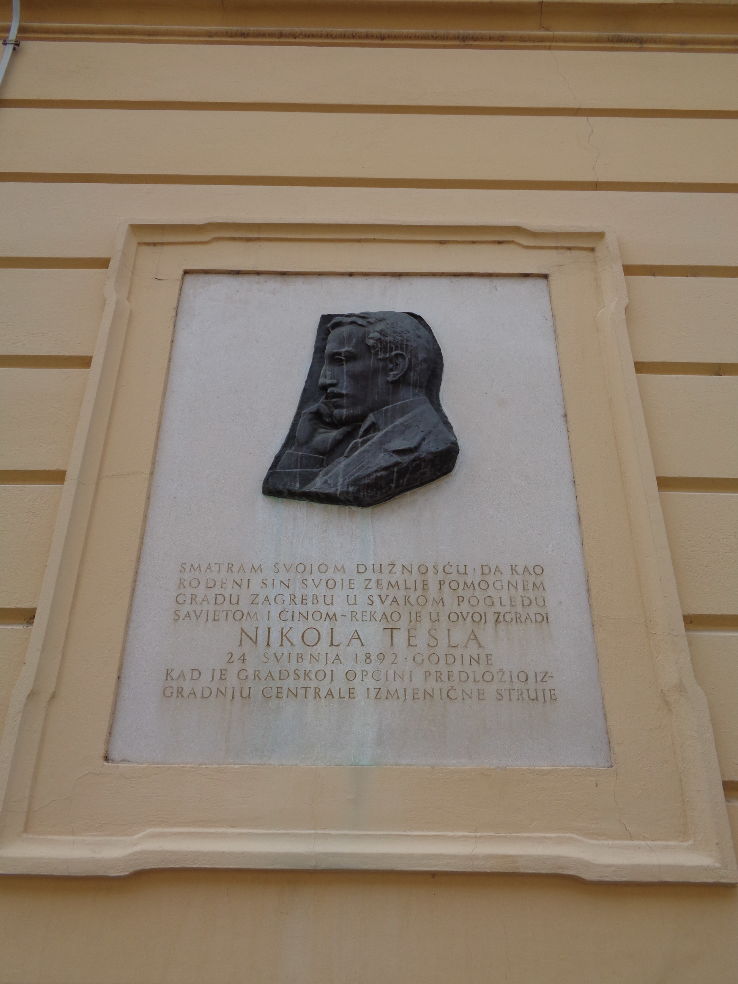 SMATRAM SVOJOM DUŽNOSĆU·DA KAO
ROĐENI SIN SVOJE ZEMLJE POMOGNEM
GRADU ZAGREBU U SVAKOM POGLEDU
SAVJETOM I ČINOM-REKAO JE U OVOJ ZGRADI
NIKOLA TESLA
24 SVIBNJA 1892·GODINE
KAD JE GRADSKOJ OPĆINI PREDLOŽIO IZ-
GRADNJU CENTRALE IZMJENIČNE STRUJE